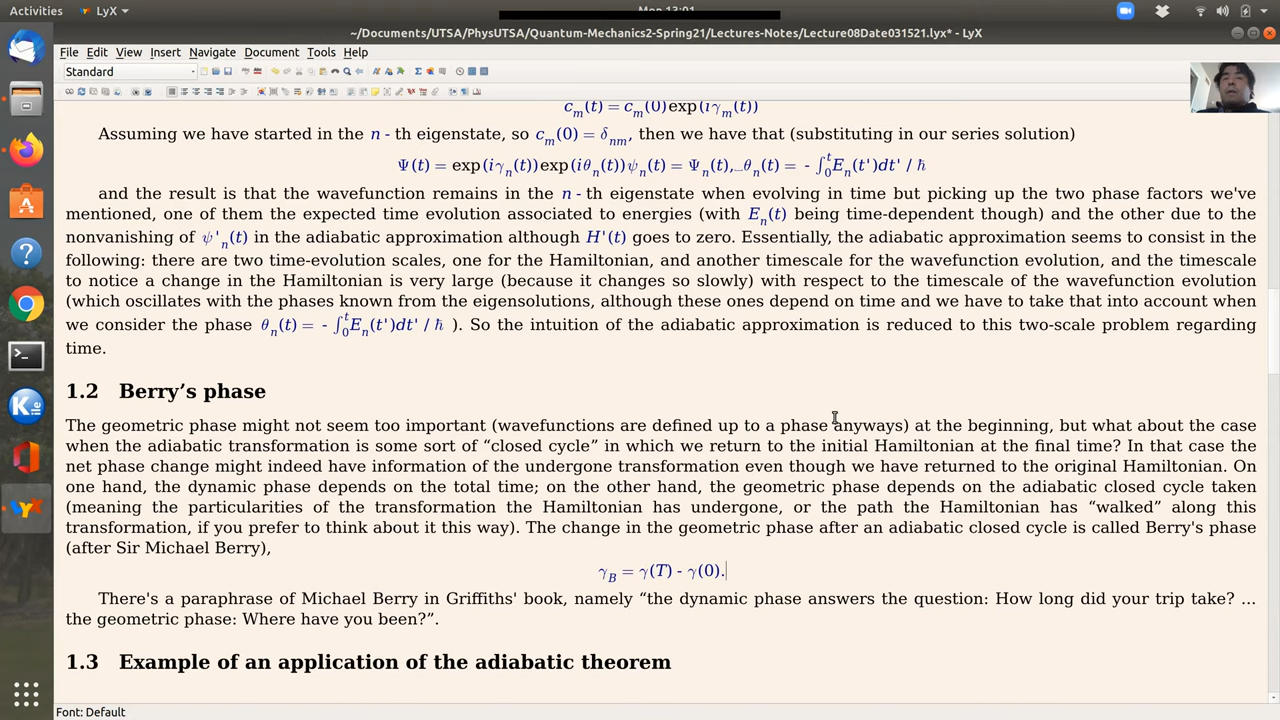 Activities LyX Mon 13:01
~/Documents/UTSA/PhysUTSA/Quantum-Mechanics2-Spring21/Lectures-Notes/Lecture08Date031521.lyx* - LyX
File Edit View Insert Navigate Document Tools Help
Standard
c_m(t) = c_m(0)exp(iγ_m(t))
Assuming we have started in the n - th eigenstate, so c_m(0) = δ_nm, then we have that (substituting in our series solution)
Ψ(t) = exp(iγ_n(t))exp(iθ_n(t))ψ_n(t) = Ψ_n(t), θ_n(t) = - ∫_0^t E_n(t')dt' / ℏ
and the result is that the wavefunction remains in the n - th eigenstate when evolving in time but picking up the two phase factors we've
mentioned, one of them the expected time evolution associated to energies (with E_n(t) being time-dependent though) and the other due to the
nonvanishing of ψ'_n(t) in the adiabatic approximation although H'(t) goes to zero. Essentially, the adiabatic approximation seems to consist in the
following: there are two time-evolution scales, one for the Hamiltonian, and another timescale for the wavefunction evolution, and the timescale
to notice a change in the Hamiltonian is very large (because it changes so slowly) with respect to the timescale of the wavefunction evolution
(which oscillates with the phases known from the eigensolutions, although these ones depend on time and we have to take that into account when
we consider the phase θ_n(t) = - ∫_0^t E_n(t')dt' / ℏ ). So the intuition of the adiabatic approximation is reduced to this two-scale problem regarding
time.
1.2 Berry’s phase
The geometric phase might not seem too important (wavefunctions are defined up to a phase anyways) at the beginning, but what about the case
when the adiabatic transformation is some sort of “closed cycle” in which we return to the initial Hamiltonian at the final time? In that case the
net phase change might indeed have information of the undergone transformation even though we have returned to the original Hamiltonian. On
one hand, the dynamic phase depends on the total time; on the other hand, the geometric phase depends on the adiabatic closed cycle taken
(meaning the particularities of the transformation the Hamiltonian has undergone, or the path the Hamiltonian has “walked” along this
transformation, if you prefer to think about it this way). The change in the geometric phase after an adiabatic closed cycle is called Berry's phase
(after Sir Michael Berry),
γ_B = γ(T) - γ(0).
There's a paraphrase of Michael Berry in Griffiths' book, namely “the dynamic phase answers the question: How long did your trip take? ...
the geometric phase: Where have you been?”.
1.3 Example of an application of the adiabatic theorem
Font: Default